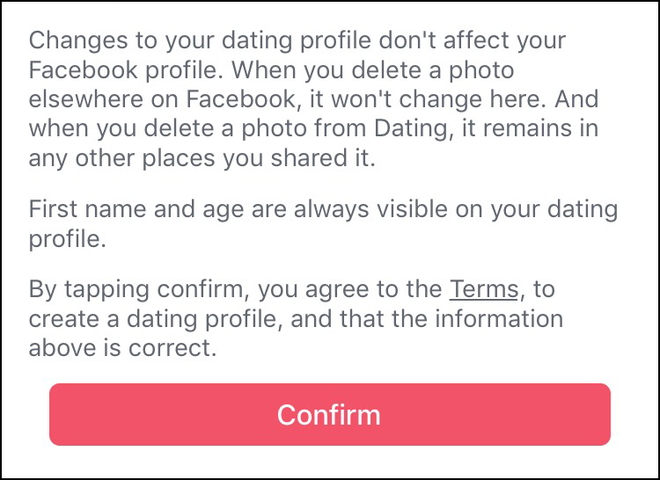 Changes to your dating profile don't affect your
Facebook profile. When you delete a photo
elsewhere on Facebook, it won't change here. And
when you delete a photo from Dating, it remains in
any other places you shared it.
First name and age are always visible on your dating
profile.
By tapping confirm, you agree to the Terms, to
create a dating profile, and that the information
above is correct.
Confirm